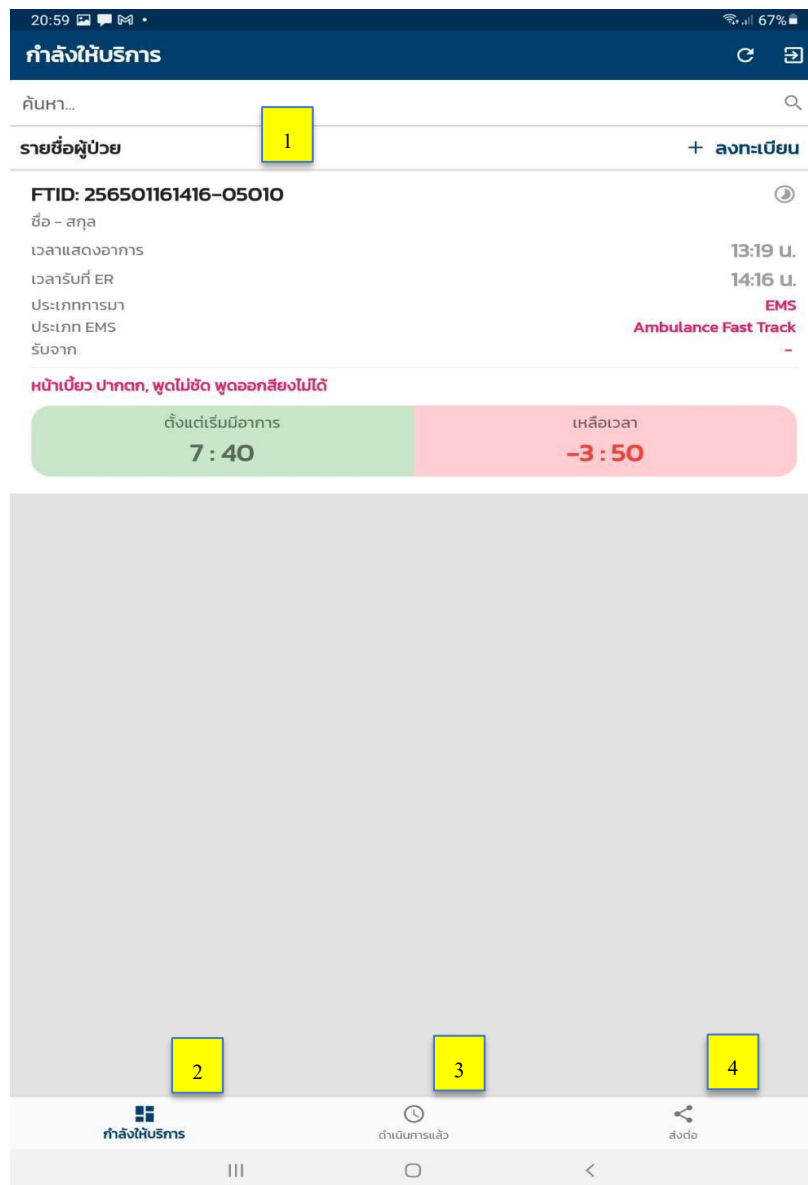 20:59 67%
กำลังให้บริการ
ค้นหา...
1
รายชื่อผู้ป่วย + ลงทะเบียน
FTID: 256501161416-05010
ชื่อ - สกุล
เวลาแสดงอาการ 13:19 น.
เวลารับที่ ER 14:16 น.
ประเภทการมา EMS
ประเภท EMS Ambulance Fast Track
รับจาก -
หน้าเบี้ยว ปากตก, พูดไม่ชัด พูดออกเสียงไม่ได้
ตั้งแต่เริ่มมีอาการ เหลือเวลา
7 : 40 -3 : 50
2 3 4
กำลังให้บริการ ดำเนินการแล้ว ส่งต่อ